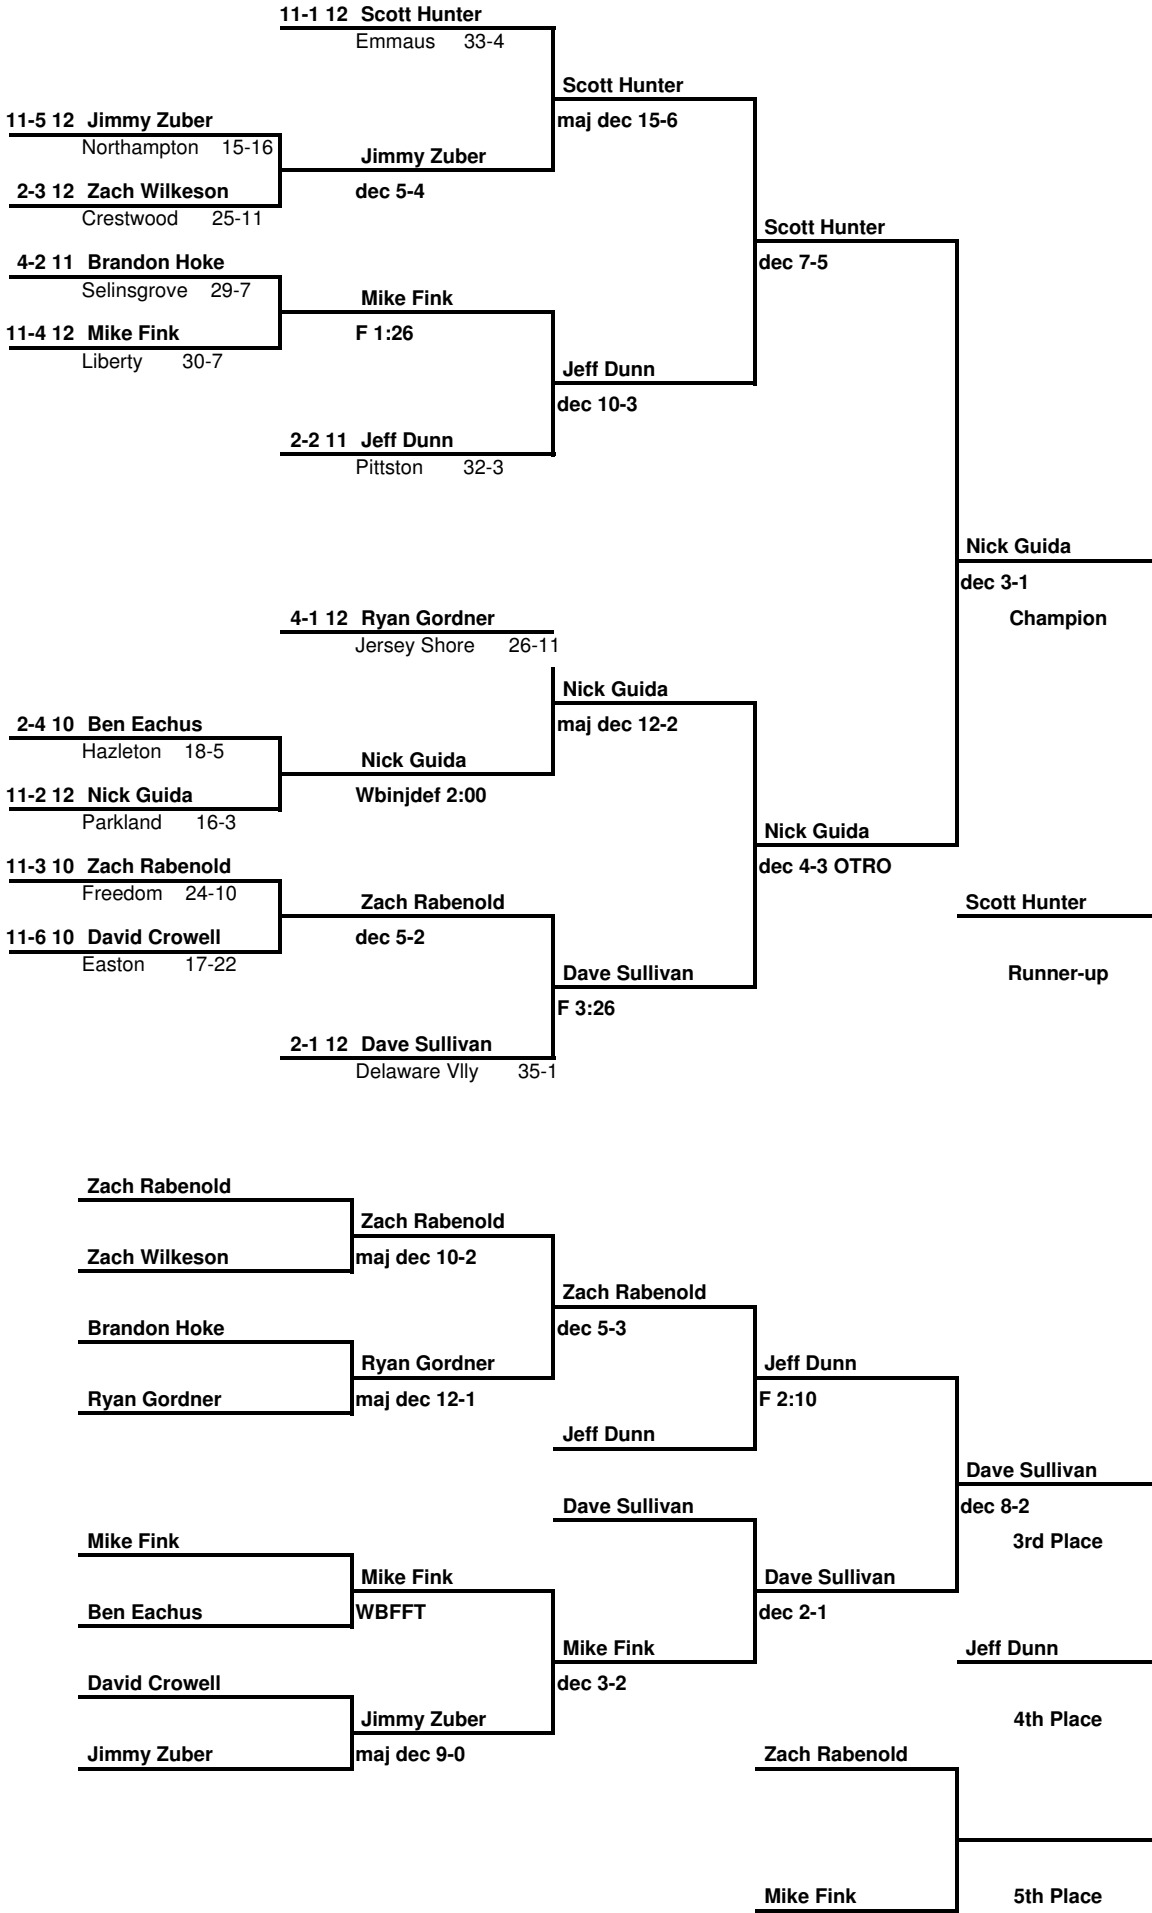 11-1 12 Scott Hunter
Emmaus 33-4
Scott Hunter
11-5 12 Jimmy Zuber
maj dec 15-6
Northampton 15-16
Jimmy Zuber
2-3 12 Zach Wilkeson
dec 5-4
Crestwood 25-11
Scott Hunter
4-2 11 Brandon Hoke
dec 7-5
Selinsgrove 29-7
Mike Fink
11-4 12 Mike Fink
F 1:26
Liberty 30-7
Jeff Dunn
dec 10-3
2-2 11 Jeff Dunn
Pittston 32-3
Nick Guida
dec 3-1
4-1 12 Ryan Gordner
Champion
Jersey Shore 26-11
Nick Guida
2-4 10 Ben Eachus
maj dec 12-2
Hazleton 18-5
Nick Guida
11-2 12 Nick Guida
Wbinjdef 2:00
Parkland 16-3
Nick Guida
11-3 10 Zach Rabenold
dec 4-3 OTRO
Freedom 24-10
Zach Rabenold
Scott Hunter
11-6 10 David Crowell
dec 5-2
Easton 17-22
Dave Sullivan
Runner-up
F 3:26
2-1 12 Dave Sullivan
Delaware Vlly 35-1
Zach Rabenold
Zach Rabenold
Zach Wilkeson
maj dec 10-2
Zach Rabenold
Brandon Hoke
dec 5-3
Ryan Gordner
Jeff Dunn
Ryan Gordner
maj dec 12-1
F 2:10
Jeff Dunn
Dave Sullivan
Dave Sullivan
dec 8-2
Mike Fink
3rd Place
Mike Fink
Dave Sullivan
Ben Eachus
WBFFT
dec 2-1
Mike Fink
Jeff Dunn
David Crowell
dec 3-2
Jimmy Zuber
4th Place
Jimmy Zuber
maj dec 9-0
Zach Rabenold
Mike Fink
5th Place